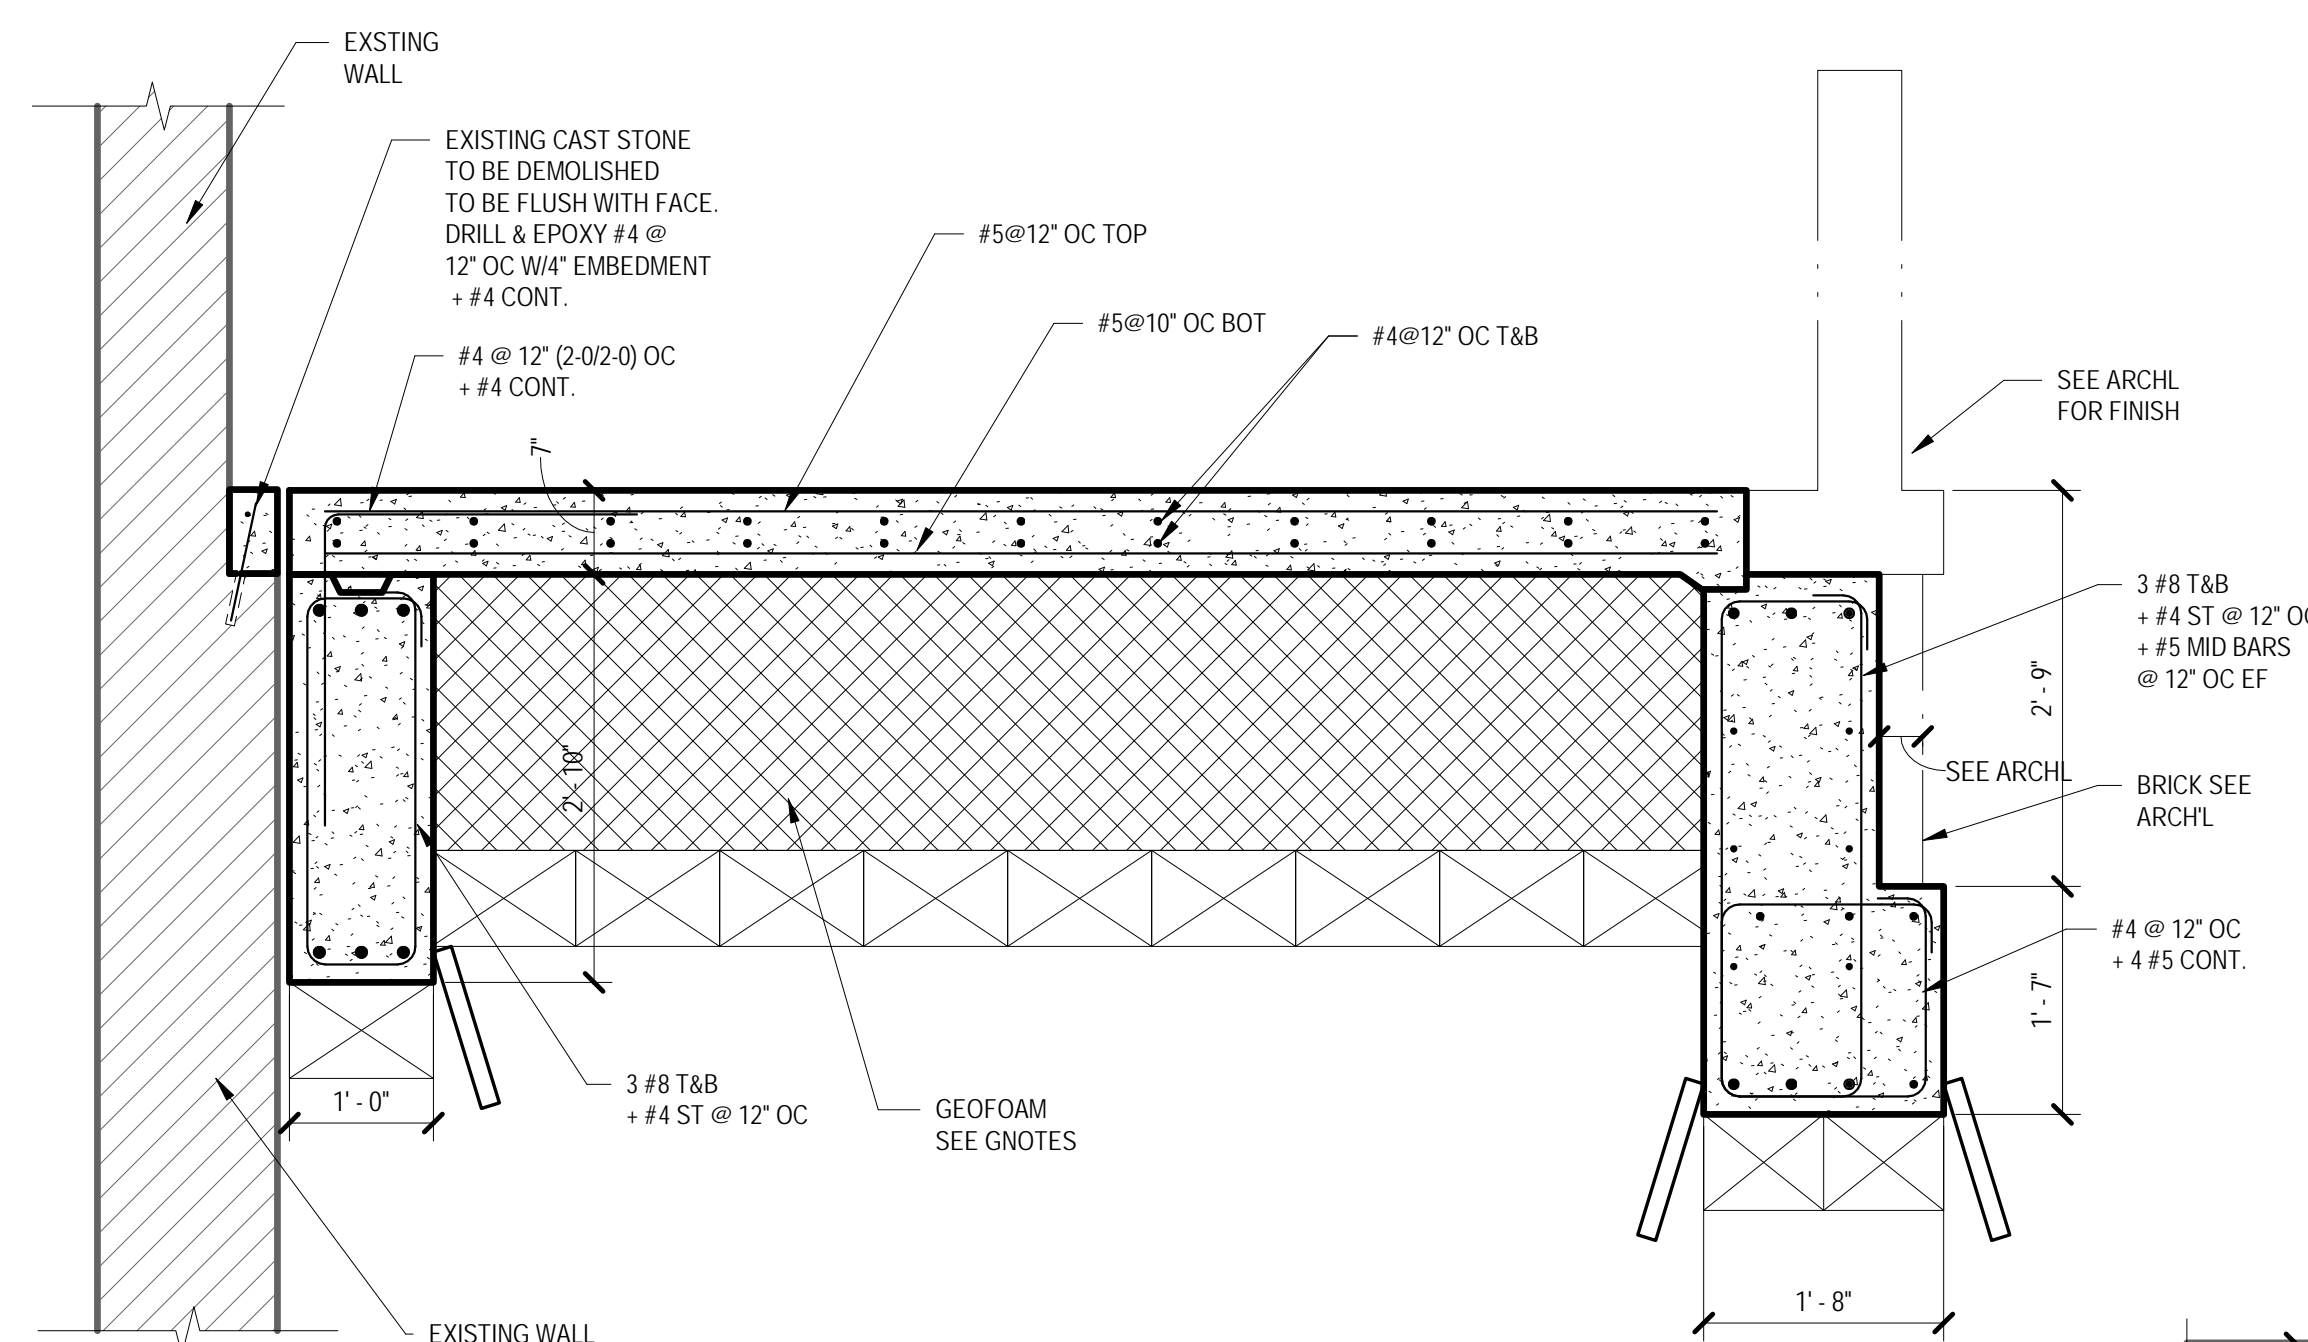 EXSTING
WALL
EXISTING CAST STONE
TO BE DEMOLISHED
TO BE FLUSH WITH FACE.
DRILL & EPOXY #4 @
12" OC W/4" EMBEDMENT
+ #4 CONT.
#5@12" OC TOP
#5@10" OC BOT
#4@12" OC T&B
#4 @ 12" (2-0/2-0) OC
+ #4 CONT.
SEE ARCHL
FOR FINISH
7"
3 #8 T&B
+ #4 ST @ 12" OC
+ #5 MID BARS
@ 12" OC EF
2' - 9"
2' - 10"
SEE ARCHL
BRICK SEE
ARCH'L
#4 @ 12" OC
+ 4 #5 CONT.
1' - 7"
3 #8 T&B
+ #4 ST @ 12" OC
1' - 0"
GEOFOAM
SEE GNOTES
1' - 8"
EXISTING WALL